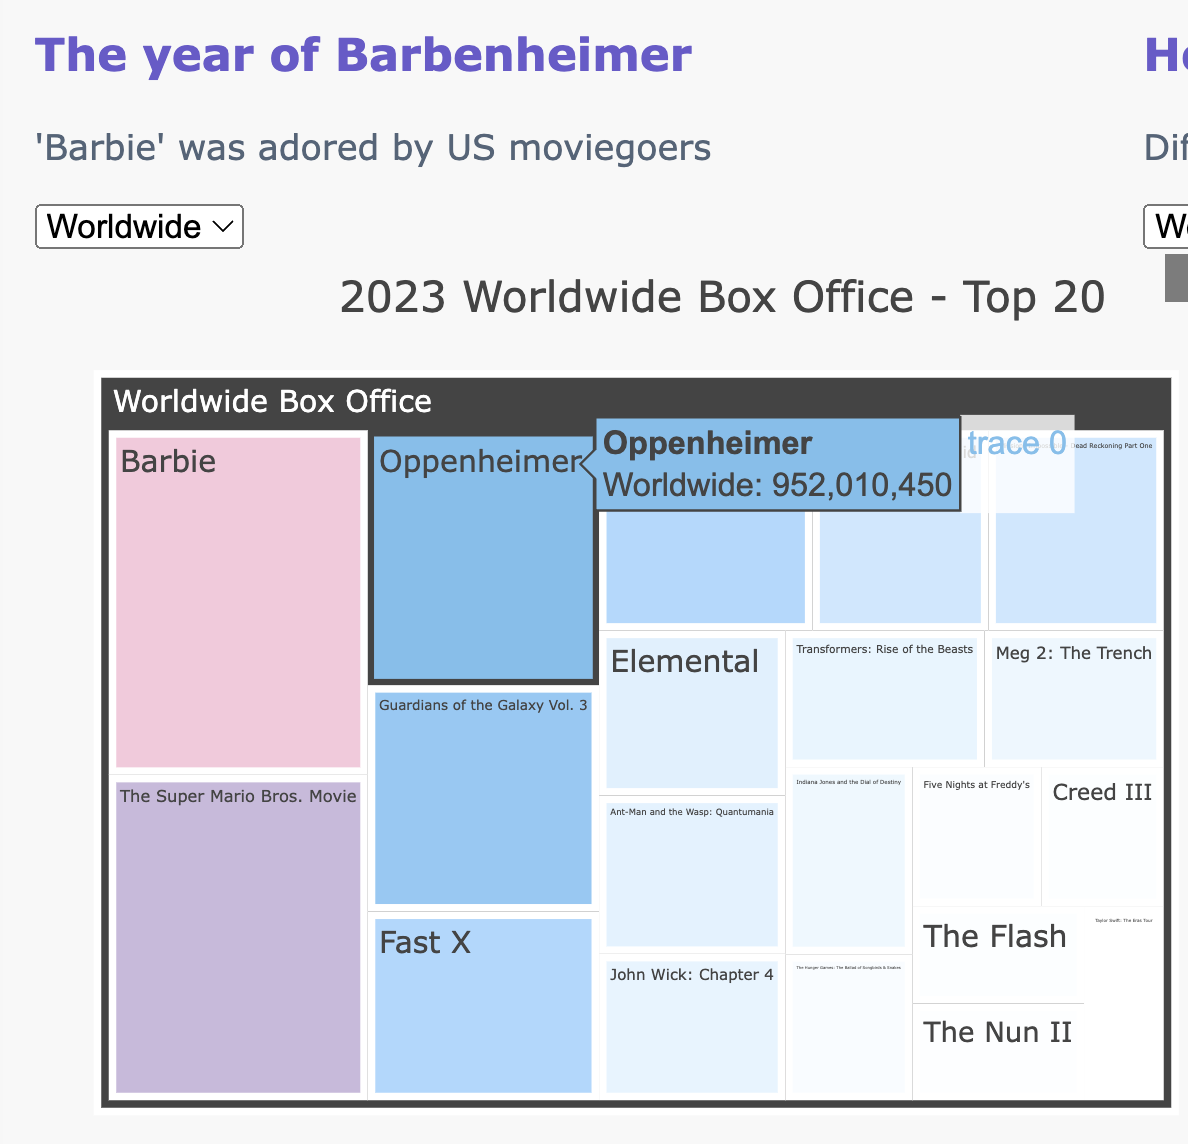 The year of Barbenheimer
He
'Barbie' was adored by US moviegoers
Dif
Worldwide
Wo
2023 Worldwide Box Office - Top 20
Worldwide Box Office
Barbie
Oppenheimer
Oppenheimer
Worldwide: 952,010,450
trace 0
Dead Reckoning Part One
Elemental
Transformers: Rise of the Beasts
Meg 2: The Trench
Guardians of the Galaxy Vol. 3
The Super Mario Bros. Movie
Indiana Jones and the Dial of Destiny
Five Nights at Freddy's
Creed III
Ant-Man and the Wasp: Quantumania
Fast X
The Flash
Taylor Swift: The Eras Tour
John Wick: Chapter 4
The Hunger Games: The Ballad of Songbirds & Snakes
The Nun II